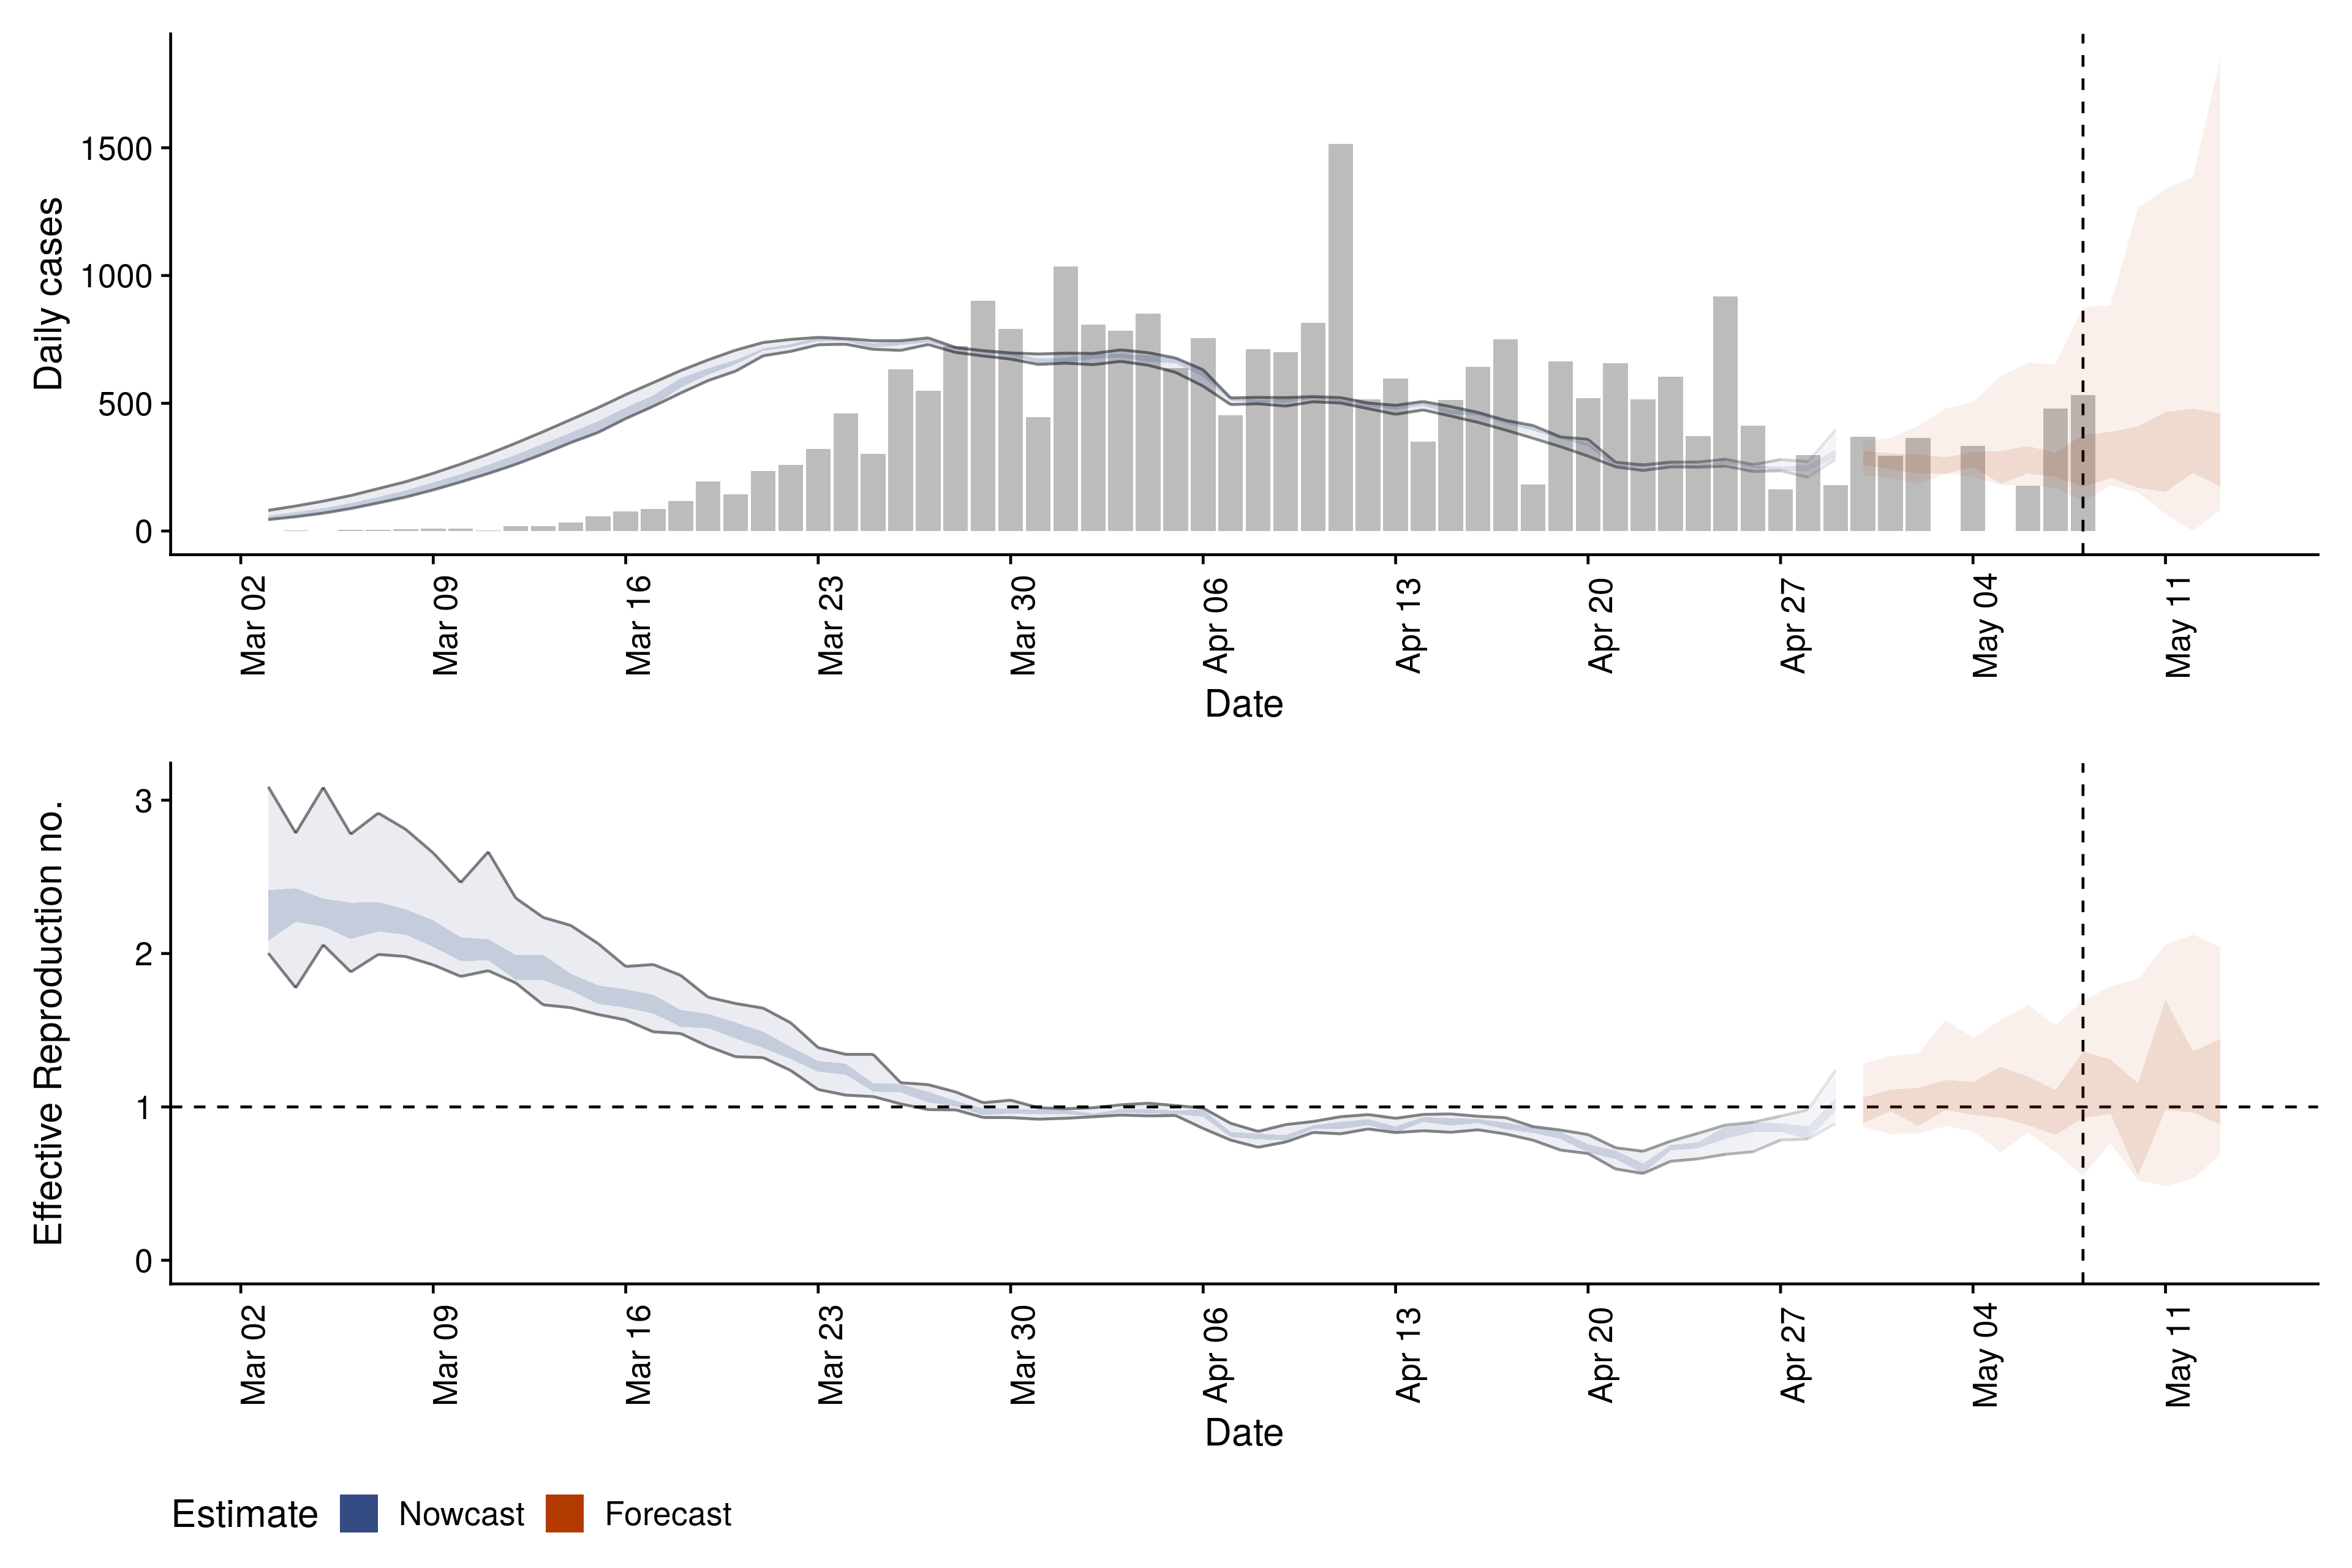 Daily cases
1500
1000
500
0
Mar 02
Mar 09
Mar 16
Mar 23
Mar 30
Apr 06
Apr 13
Apr 20
Apr 27
May 04
May 11
Date
Effective Reproduction no.
3
2
1
0
Mar 02
Mar 09
Mar 16
Mar 23
Mar 30
Apr 06
Apr 13
Apr 20
Apr 27
May 04
May 11
Date
Estimate Nowcast Forecast